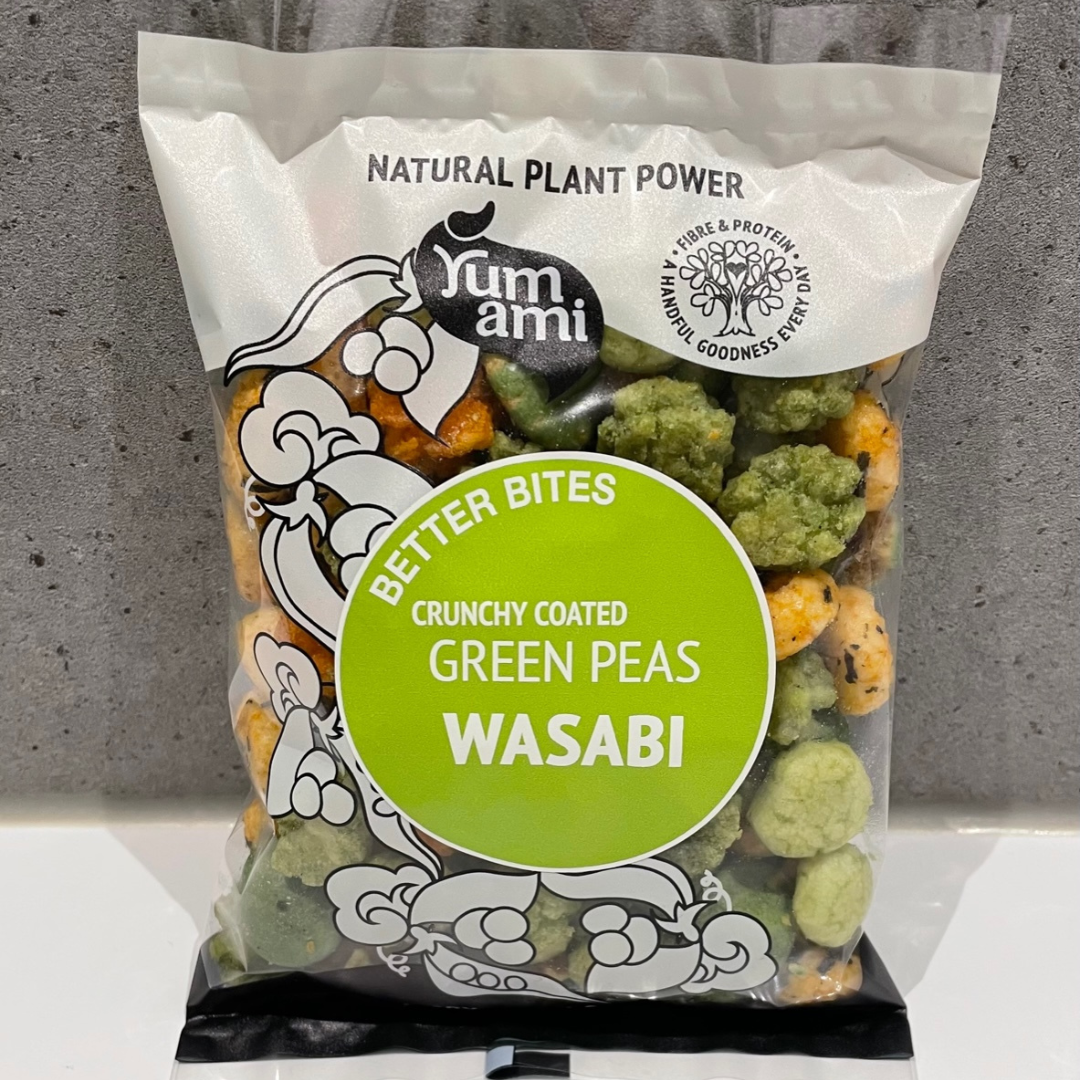 NATURAL PLANT POWER
Yum
ami
• FIBRE & PROTEIN •
A HANDFUL GOODNESS EVERY DAY
BETTER BITES
CRUNCHY COATED
GREEN PEAS
WASABI